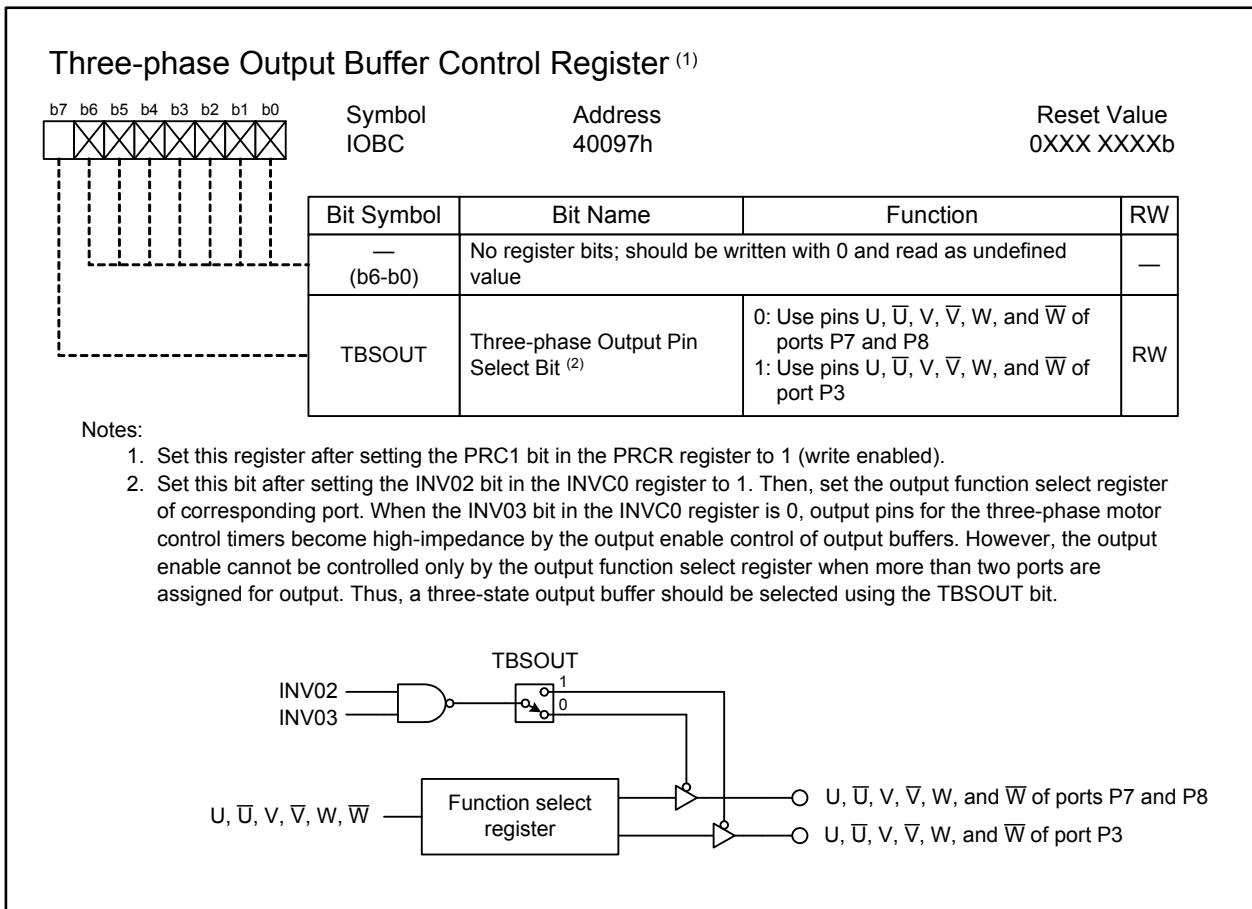 Three-phase Output Buffer Control Register (1)
b7 b6 b5 b4 b3 b2 b1 b0
Symbol Address Reset Value
IOBC 40097h 0XXX XXXXb
Bit Symbol Bit Name Function RW
— (b6-b0) No register bits; should be written with 0 and read as undefined value —
TBSOUT
Three-phase Output Pin
Select Bit (2)
0: Use pins U, U̅, V, V̅, W, and W̅ of
ports P7 and P8
1: Use pins U, U̅, V, V̅, W, and W̅ of
port P3
RW
Notes:
1. Set this register after setting the PRC1 bit in the PRCR register to 1 (write enabled).
2. Set this bit after setting the INV02 bit in the INVC0 register to 1. Then, set the output function select register
of corresponding port. When the INV03 bit in the INVC0 register is 0, output pins for the three-phase motor
control timers become high-impedance by the output enable control of output buffers. However, the output
enable cannot be controlled only by the output function select register when more than two ports are
assigned for output. Thus, a three-state output buffer should be selected using the TBSOUT bit.
TBSOUT
INV02
INV03
1
0
U, U̅, V, V̅, W, W̅
Function select
register
U, U̅, V, V̅, W, and W̅ of ports P7 and P8
U, U̅, V, V̅, W, and W̅ of port P3